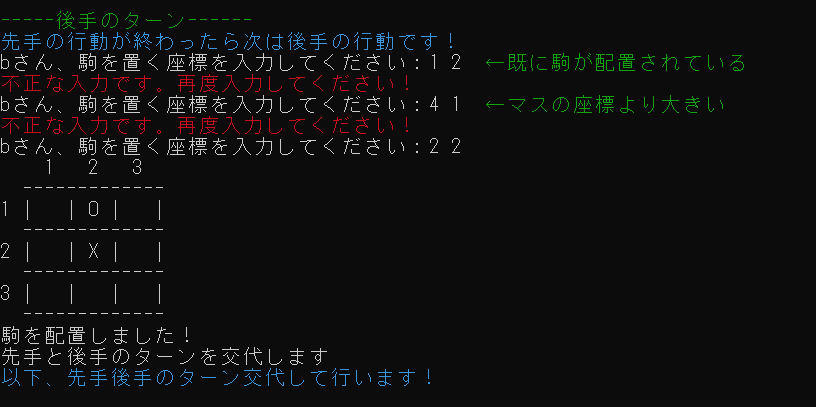 -----後手のターン------
先手の行動が終わったら次は後手の行動です！
bさん、駒を置く座標を入力してください：1 2 ←既に駒が配置されている
不正な入力です。再度入力してください！
bさん、駒を置く座標を入力してください：4 1 ←マスの座標より大きい
不正な入力です。再度入力してください！
bさん、駒を置く座標を入力してください：2 2
    1   2   3
  -------------
1 |   | O |   |
  -------------
2 |   | X |   |
  -------------
3 |   |   |   |
  -------------
駒を配置しました！
先手と後手のターンを交代します
以下、先手後手のターン交代して行います！